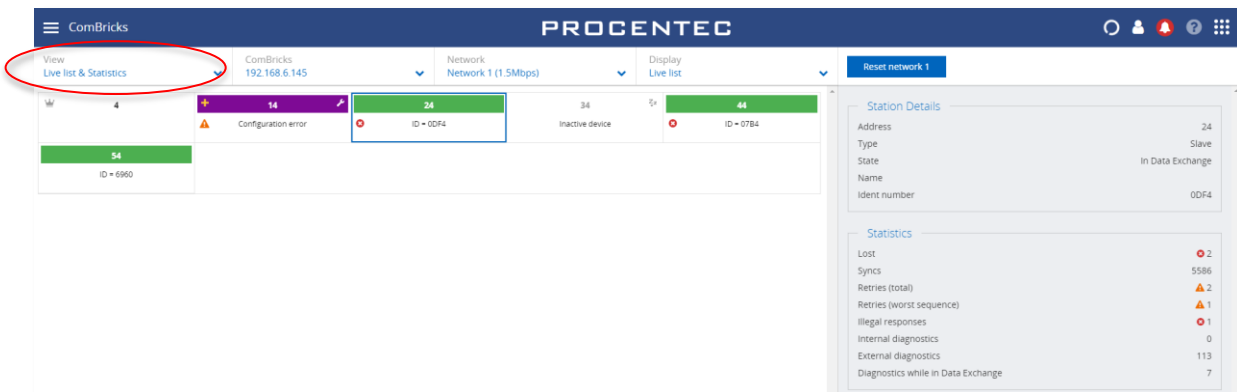 ComBricks
PROCENTEC
View
Live list & Statistics
ComBricks
192.168.6.145
Network
Network 1 (1.5Mbps)
Display
Live list
Reset network 1
4
14
24
34
44
Configuration error
ID = 0DF4
Inactive device
ID = 07B4
54
ID = 6960
Station Details
Address 24
Type Slave
State In Data Exchange
Name
Ident number 0DF4
Statistics
Lost 2
Syncs 5586
Retries (total) 2
Retries (worst sequence) 1
Illegal responses 1
Internal diagnostics 0
External diagnostics 113
Diagnostics while in Data Exchange 7